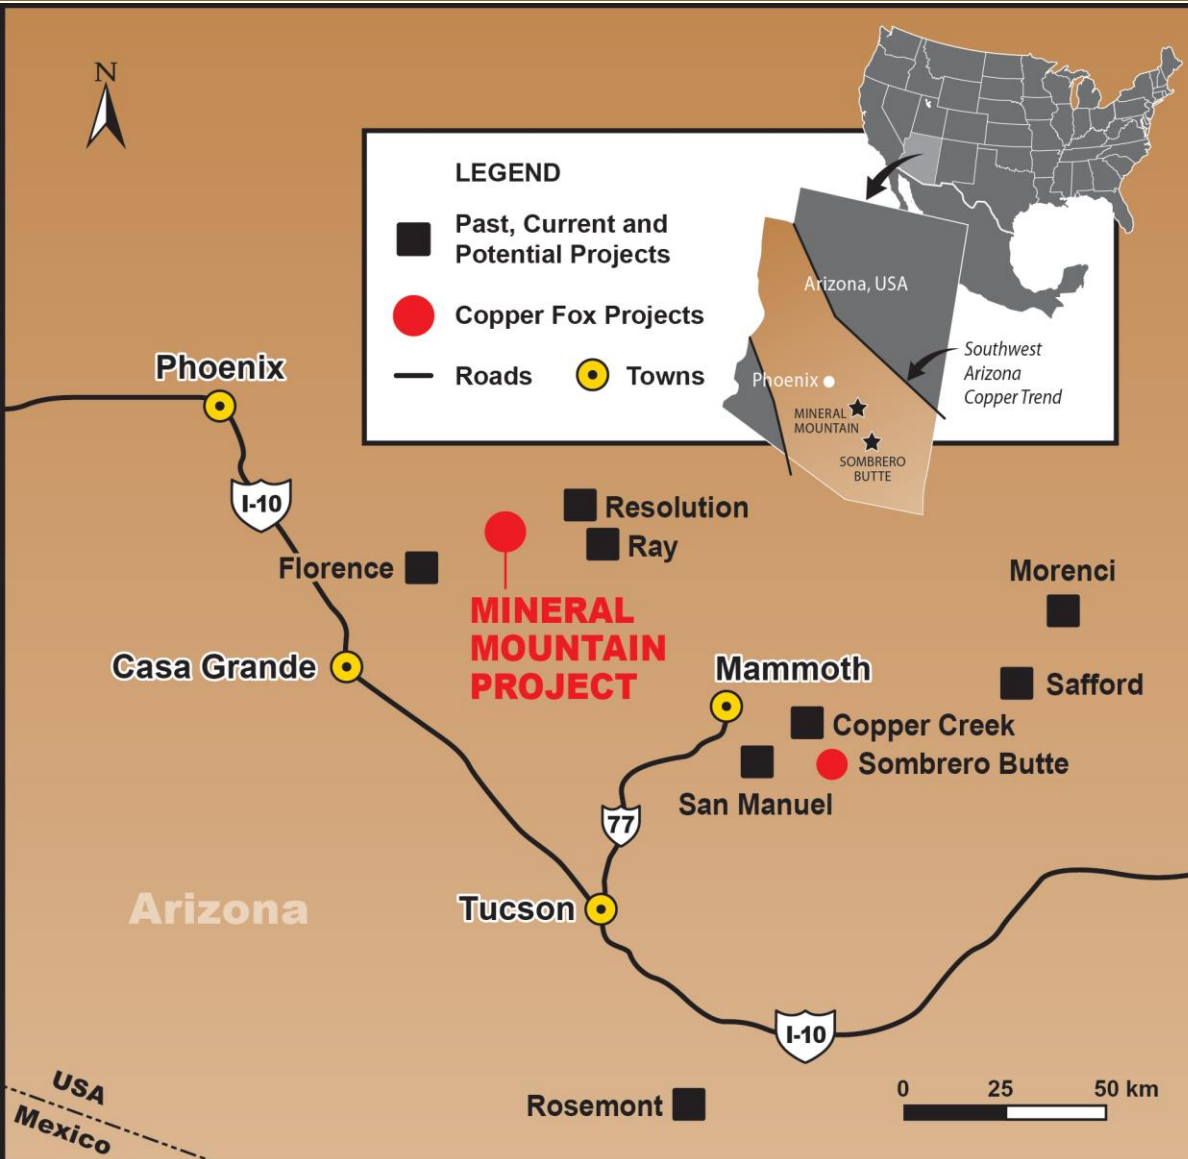 N
LEGEND
Past, Current and
Potential Projects
Copper Fox Projects
Roads
Towns
Arizona, USA
Southwest
Arizona
Copper Trend
Phoenix
MINERAL
MOUNTAIN
SOMBRERO
BUTTE
Phoenix
I-10
Resolution
Ray
Florence
MINERAL
MOUNTAIN
PROJECT
Morenci
Casa Grande
Mammoth
Safford
Copper Creek
Sombrero Butte
San Manuel
77
Arizona
Tucson
I-10
USA
Mexico
Rosemont
0 25 50 km